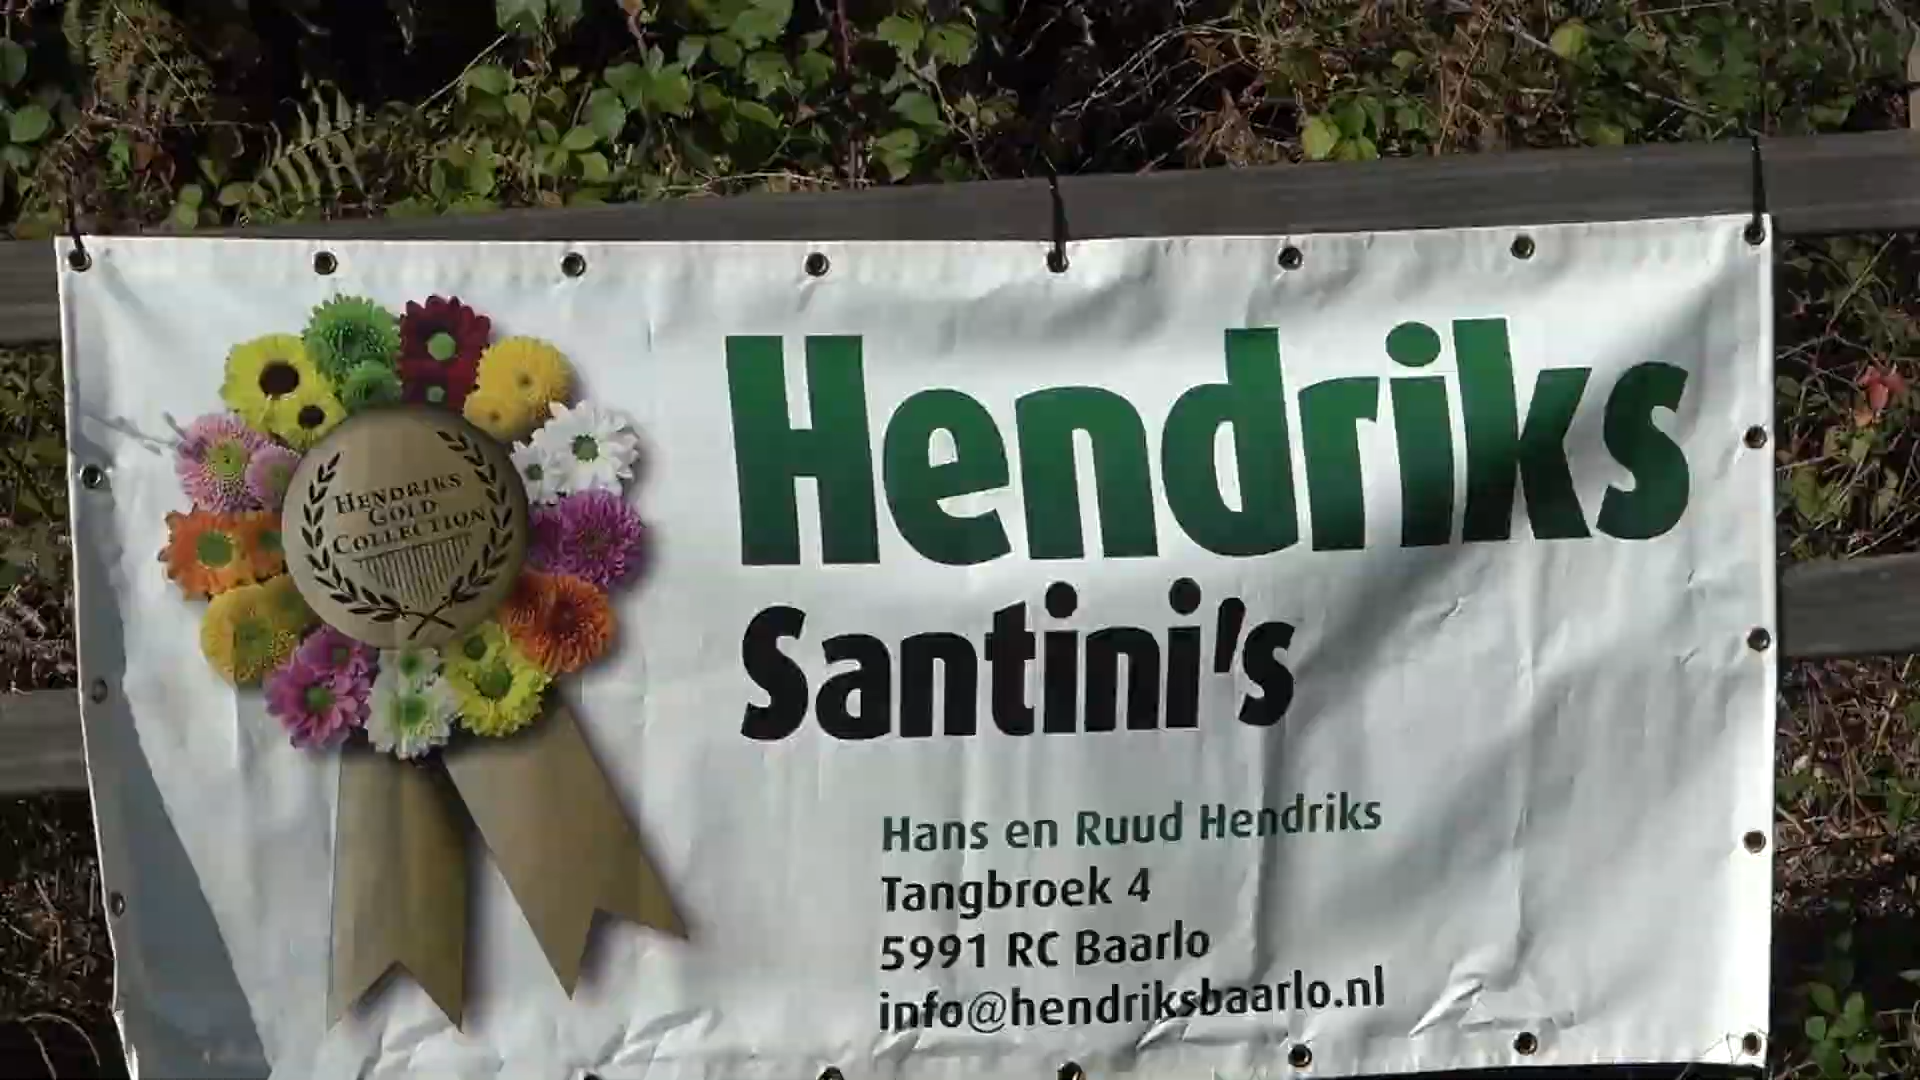 HENDRIKS
GOLD
COLLECTION
Hendriks
Santini's
Hans en Ruud Hendriks
Tangbroek 4
5991 RC Baarlo
info@hendriksbaarlo.nl